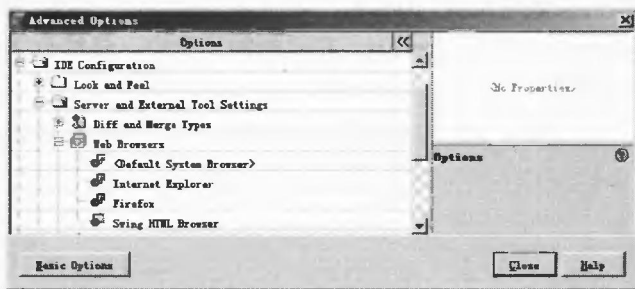 Advanced Options
Options
<No Properties>
IDE Configuration
Look and Feel
Server and External Tool Settings
Diff and Merge Types
Web Browsers
<Default System Browser>
Internet Explorer
Firefox
Swing HTML Browser
Options
Basic Options
Close
Help